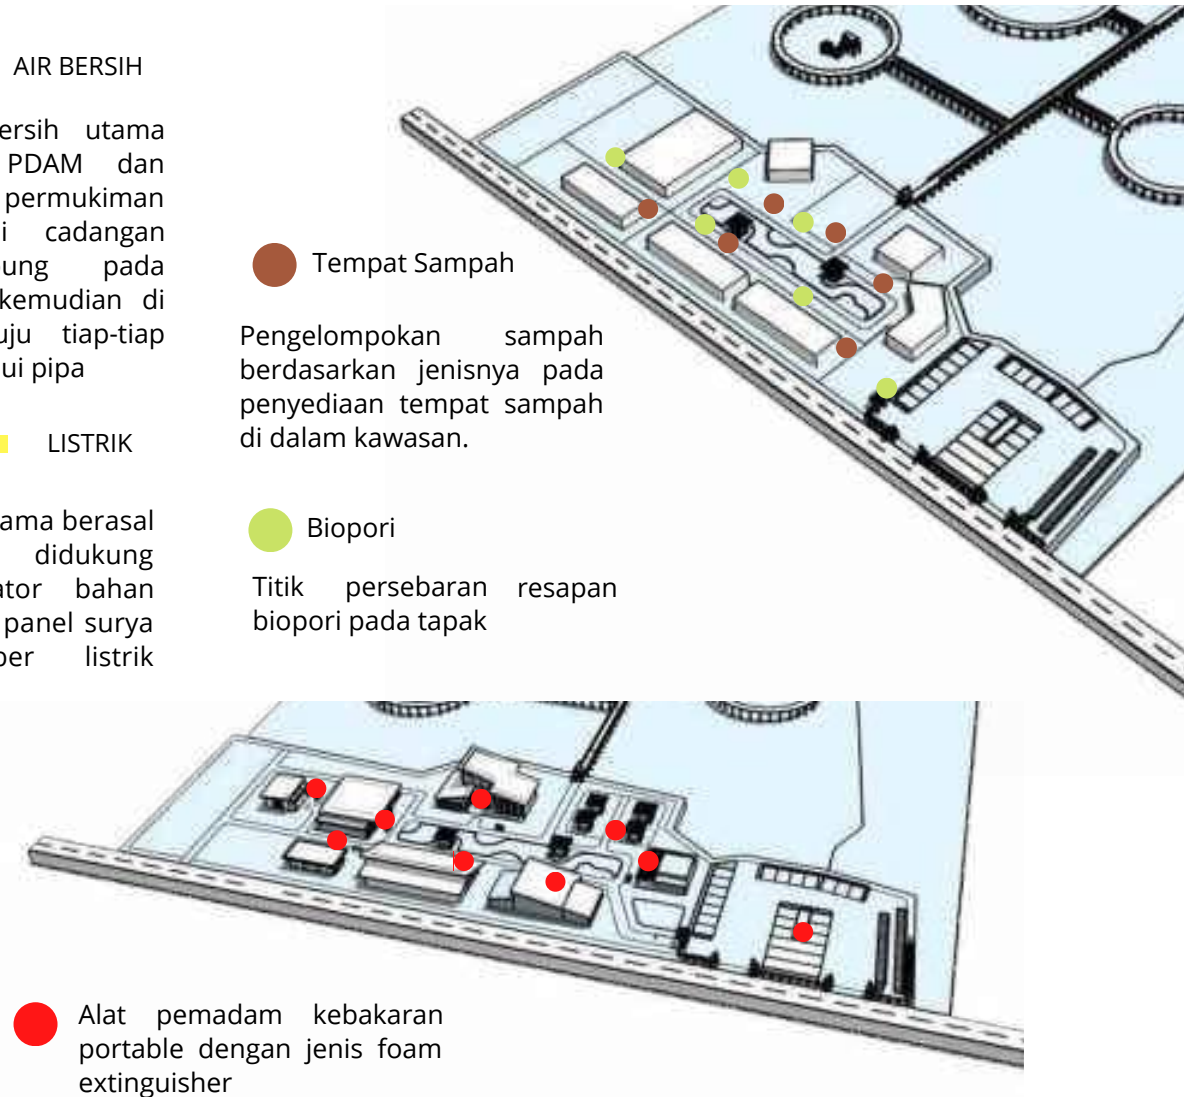 AIR BERSIH
ersih utama
PDAM dan
permukiman
i cadangan
ung pada
kemudian di
uju tiap-tiap
ui pipa
LISTRIK
ama berasal
didukung
ator bahan
panel surya
er listrik
Tempat Sampah
Pengelompokan sampah
berdasarkan jenisnya pada
penyediaan tempat sampah
di dalam kawasan.
Biopori
Titik persebaran resapan
biopori pada tapak
Alat pemadam kebakaran
portable dengan jenis foam
extinguisher